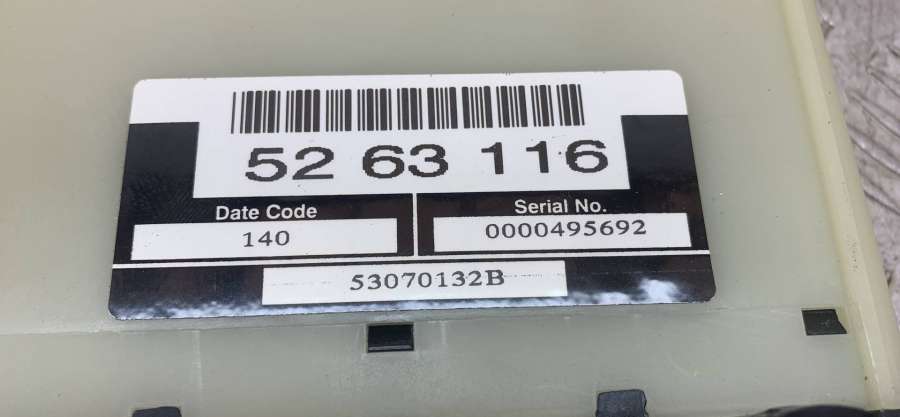 52 63 116
Date Code
Serial No.
140
0000495692
53070132B